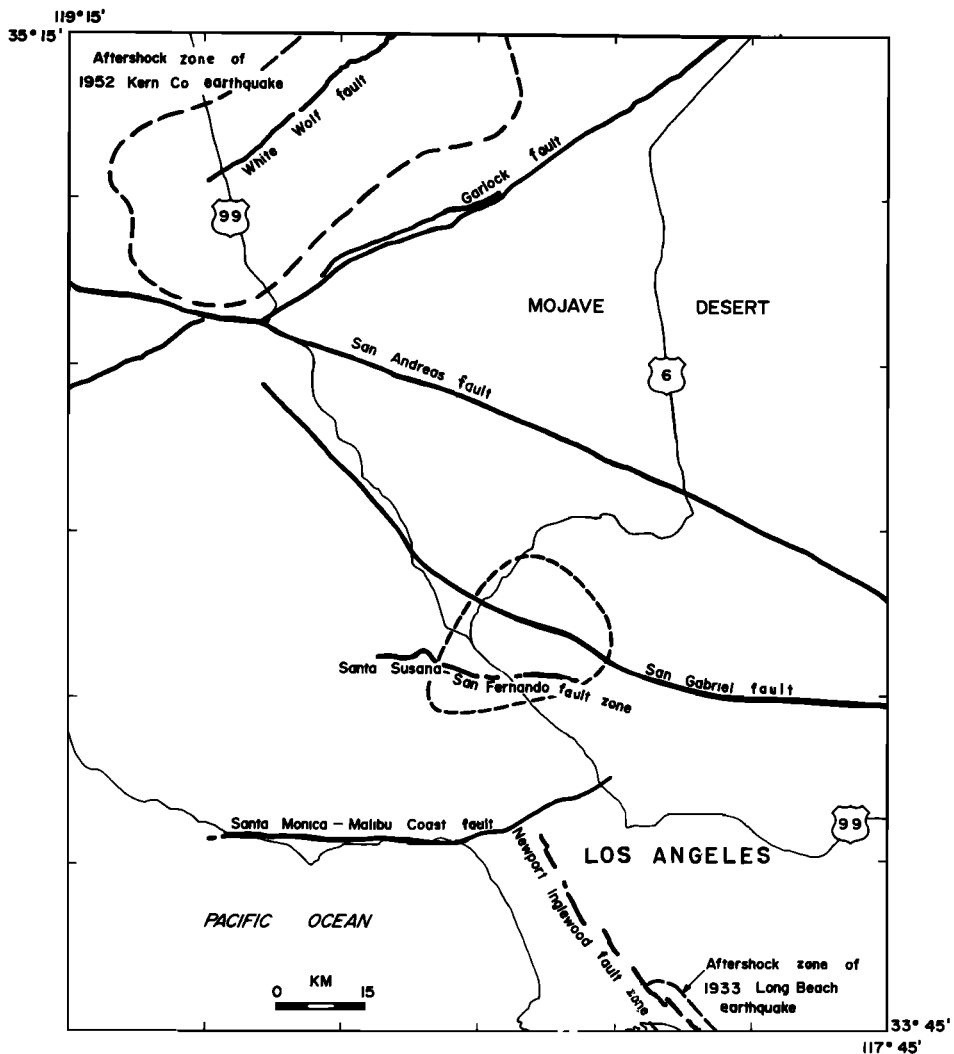 119°15'
35°15'
Aftershock zone of
1952 Kern Co earthquake
White Wolf fault
99
Garlock fault
MOJAVE DESERT
San Andreas fault
6
Santa Susana-
San Fernando fault zone
San Gabriel fault
Santa Monica – Malibu Coast fault
99
LOS ANGELES
Newport Inglewood fault zone
PACIFIC OCEAN
Aftershock zone of
1933 Long Beach
earthquake
KM
0 15
33°45'
117°45'